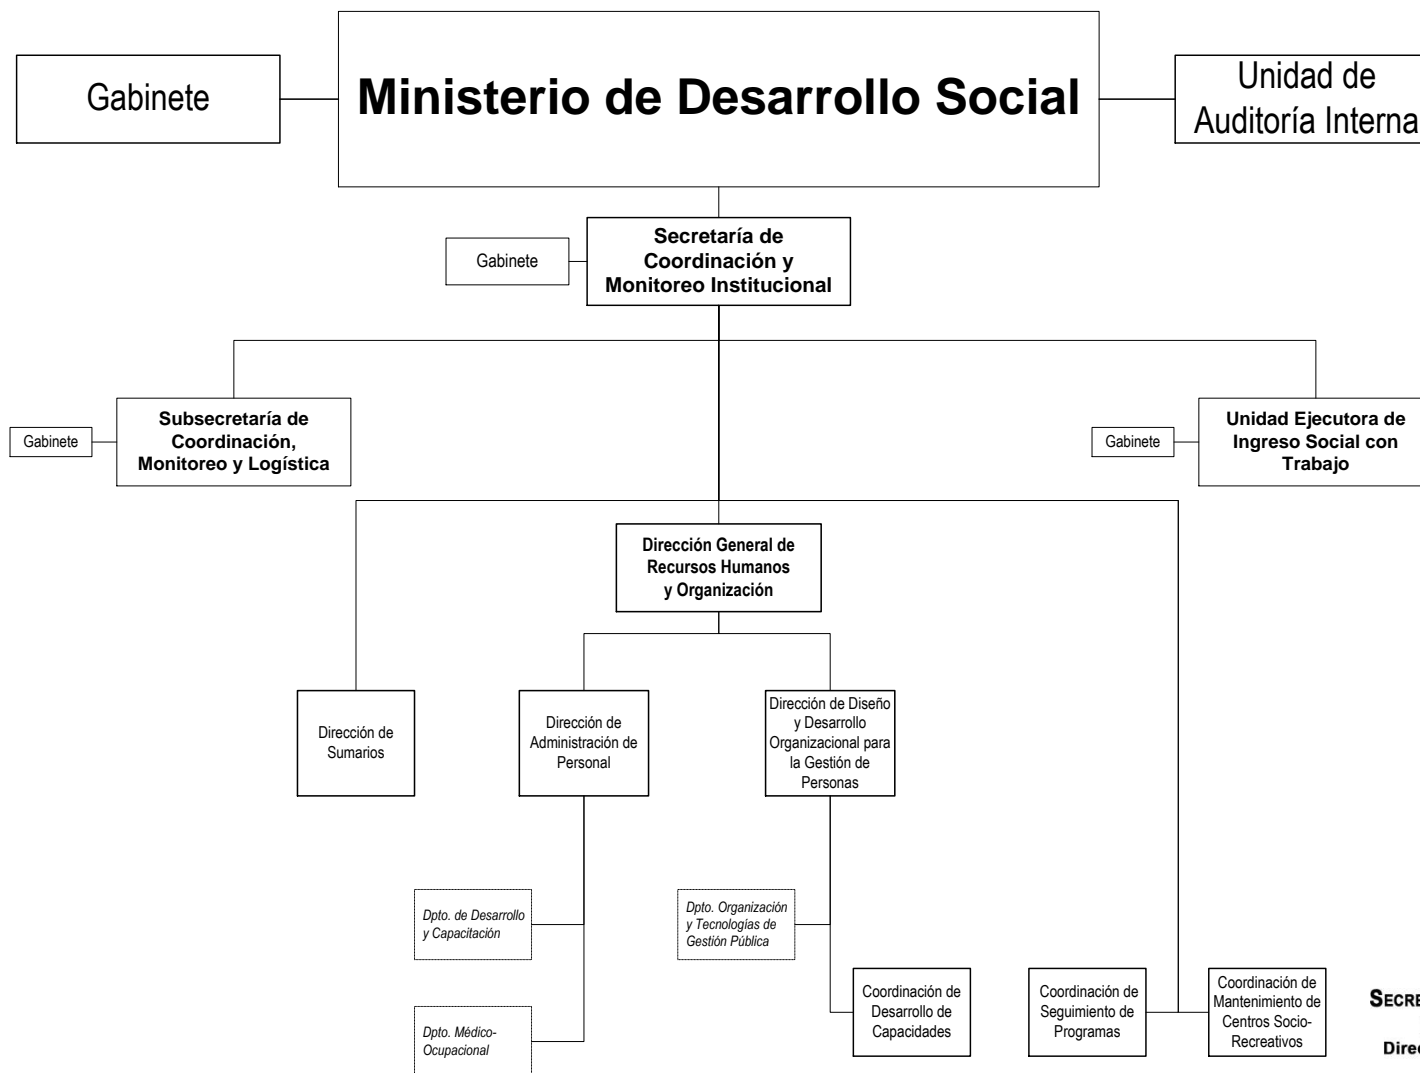 Gabinete
Ministerio de Desarrollo Social
Unidad de
Auditoría Interna
Secretaría de
Coordinación y
Monitoreo Institucional
Gabinete
Subsecretaría de
Coordinación,
Monitoreo y Logística
Gabinete
Unidad Ejecutora de
Ingreso Social con
Trabajo
Gabinete
Dirección General de
Recursos Humanos
y Organización
Dirección de
Sumarios
Dirección de
Administración de
Personal
Dirección de Diseño
y Desarrollo
Organizacional para
la Gestión de
Personas
Dpto. de Desarrollo
y Capacitación
Dpto. Organización
y Tecnologías de
Gestión Pública
Dpto. Médico-
Ocupacional
Coordinación de
Desarrollo de
Capacidades
Coordinación de
Seguimiento de
Programas
Coordinación de
Mantenimiento de
Centros Socio-
Recreativos